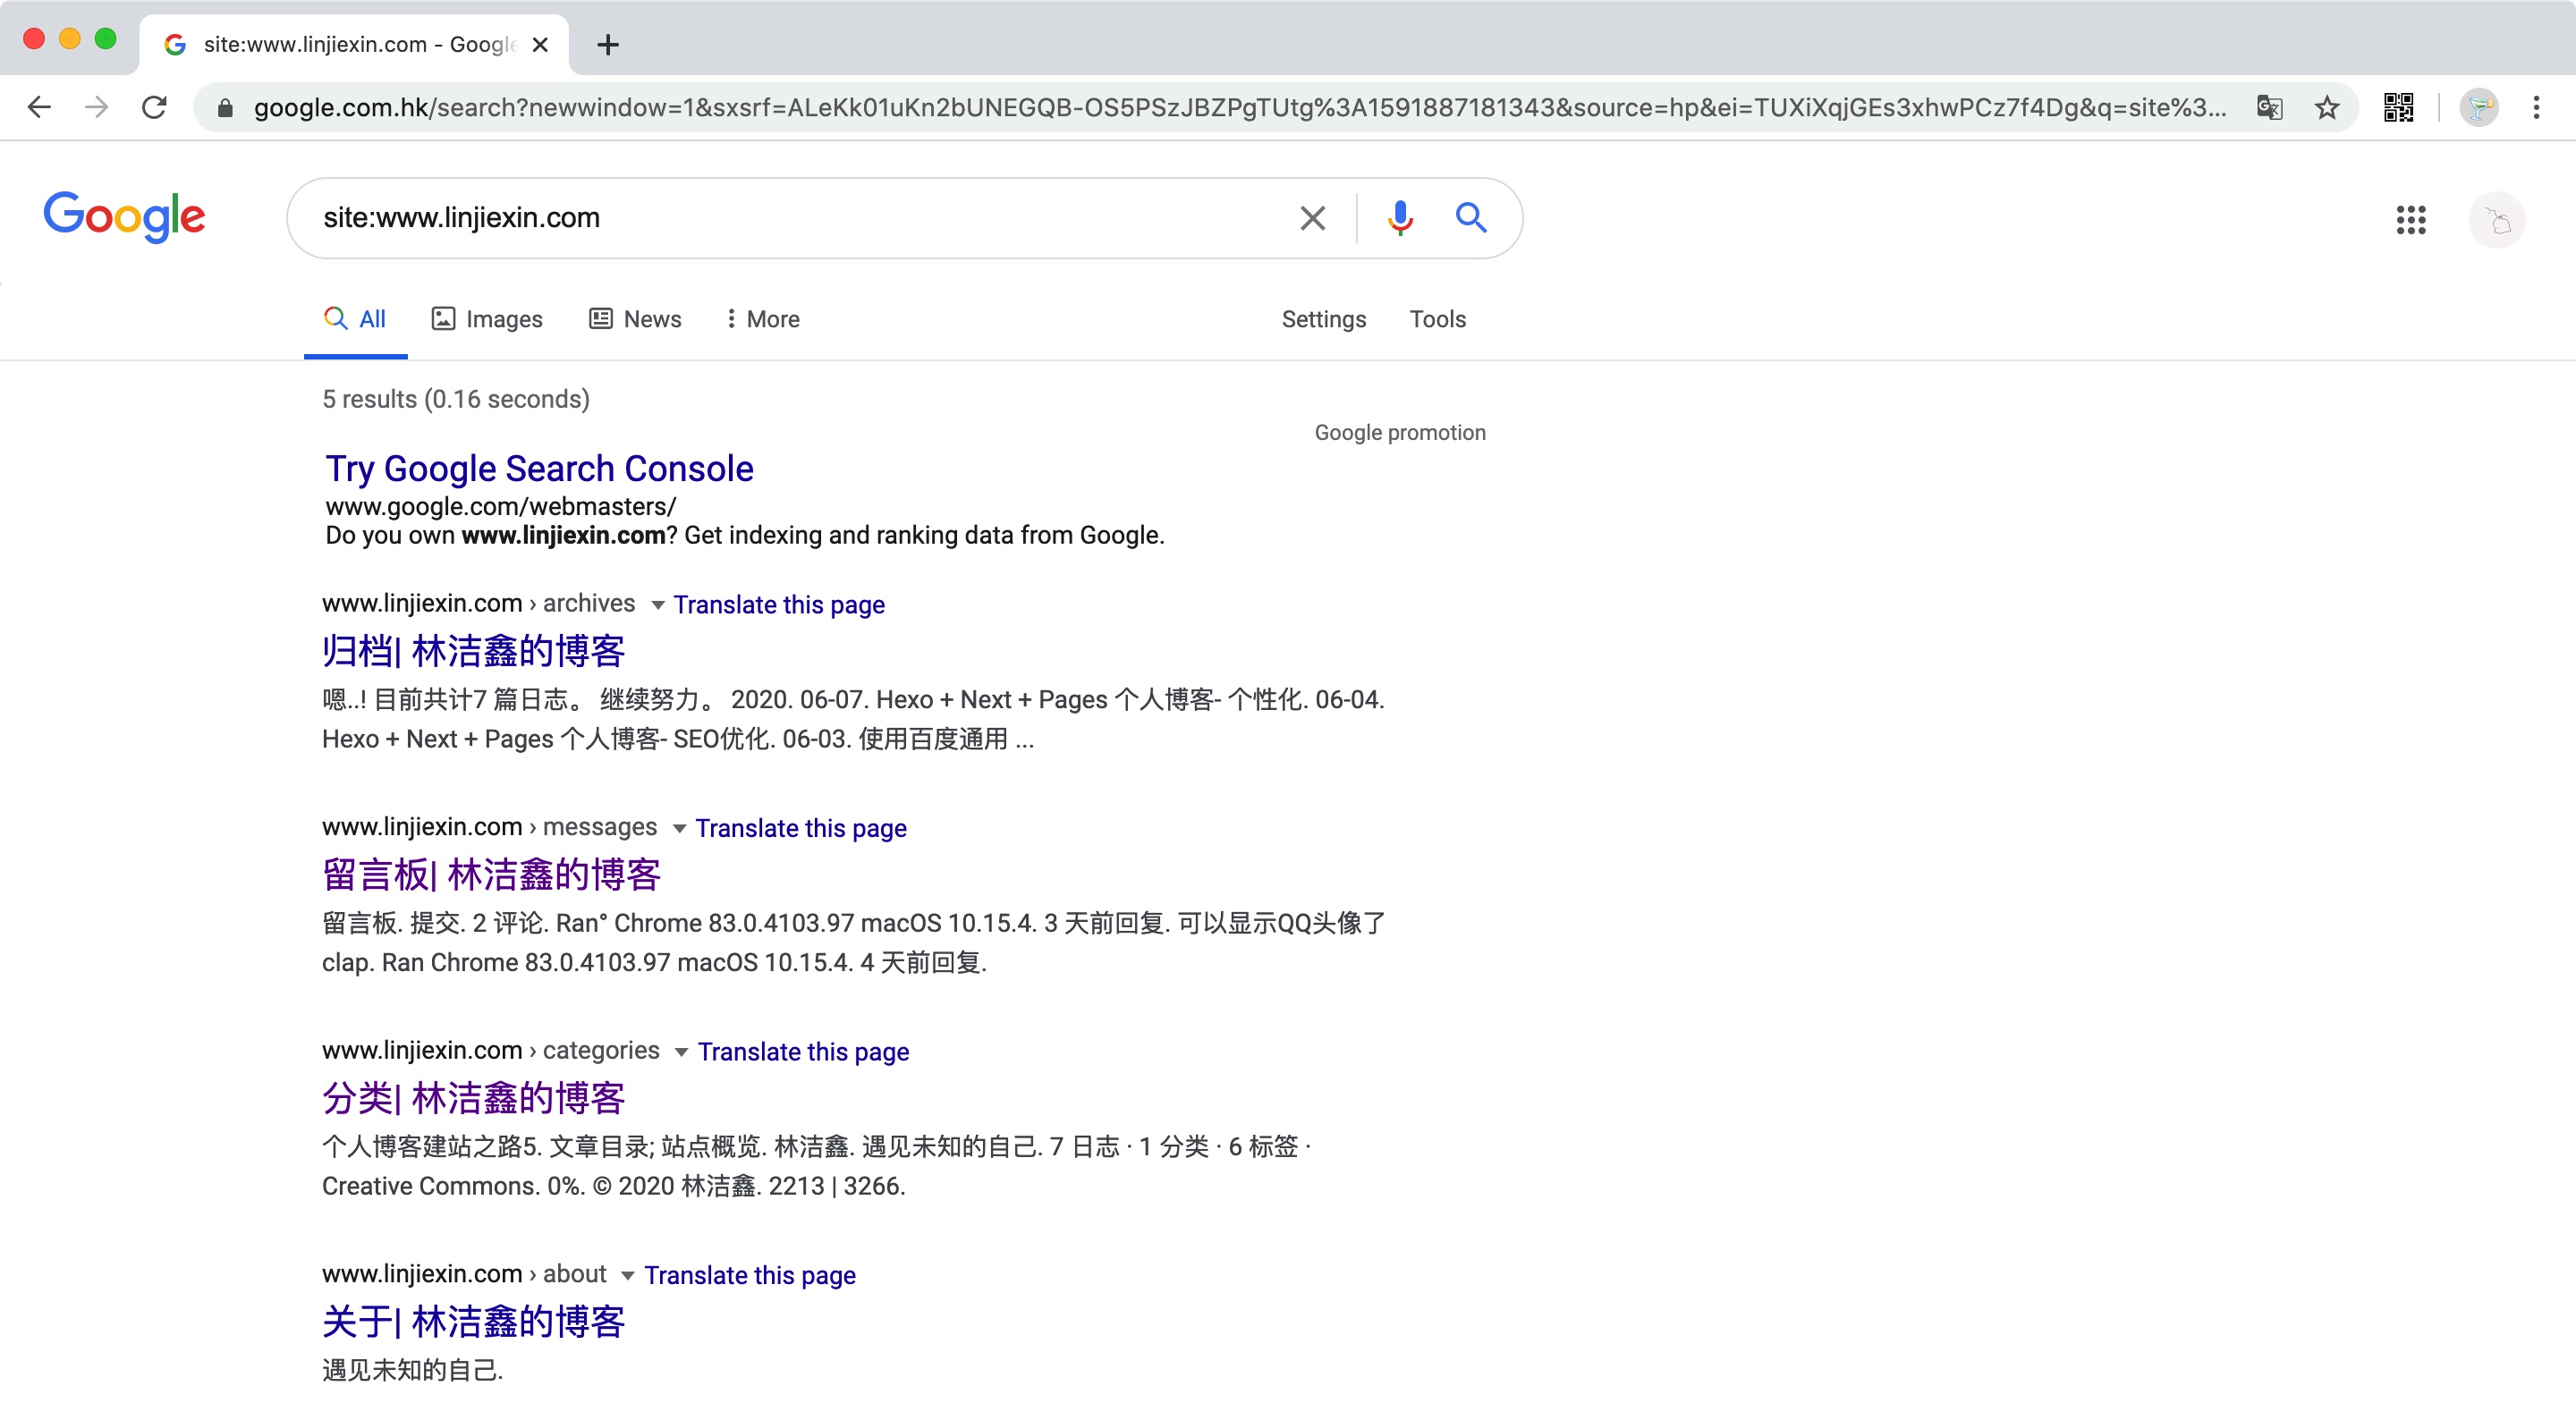 site:www.linjiexin.com - Google
google.com.hk/search?newwindow=1&sxsrf=ALeKk01uKn2bUNEGQB-OS5PSzJBZPgTUtg%3A1591887181343&source=hp&ei=TUXiXqjGEs3xhwPCz7f4Dg&q=site%3...
Google
site:www.linjiexin.com
All Images News More Settings Tools
5 results (0.16 seconds)
Google promotion
Try Google Search Console
www.google.com/webmasters/
Do you own www.linjiexin.com? Get indexing and ranking data from Google.
www.linjiexin.com › archives Translate this page
归档| 林洁鑫的博客
嗯..! 目前共计7 篇日志。 继续努力。 2020. 06-07. Hexo + Next + Pages 个人博客- 个性化. 06-04.
Hexo + Next + Pages 个人博客- SEO优化. 06-03. 使用百度通用 ...
www.linjiexin.com › messages Translate this page
留言板| 林洁鑫的博客
留言板. 提交. 2 评论. Ran° Chrome 83.0.4103.97 macOS 10.15.4. 3 天前回复. 可以显示QQ头像了
clap. Ran Chrome 83.0.4103.97 macOS 10.15.4. 4 天前回复.
www.linjiexin.com › categories Translate this page
分类| 林洁鑫的博客
个人博客建站之路5. 文章目录; 站点概览. 林洁鑫. 遇见未知的自己. 7 日志 · 1 分类 · 6 标签 ·
Creative Commons. 0%. © 2020 林洁鑫. 2213 | 3266.
www.linjiexin.com › about Translate this page
关于| 林洁鑫的博客
遇见未知的自己.